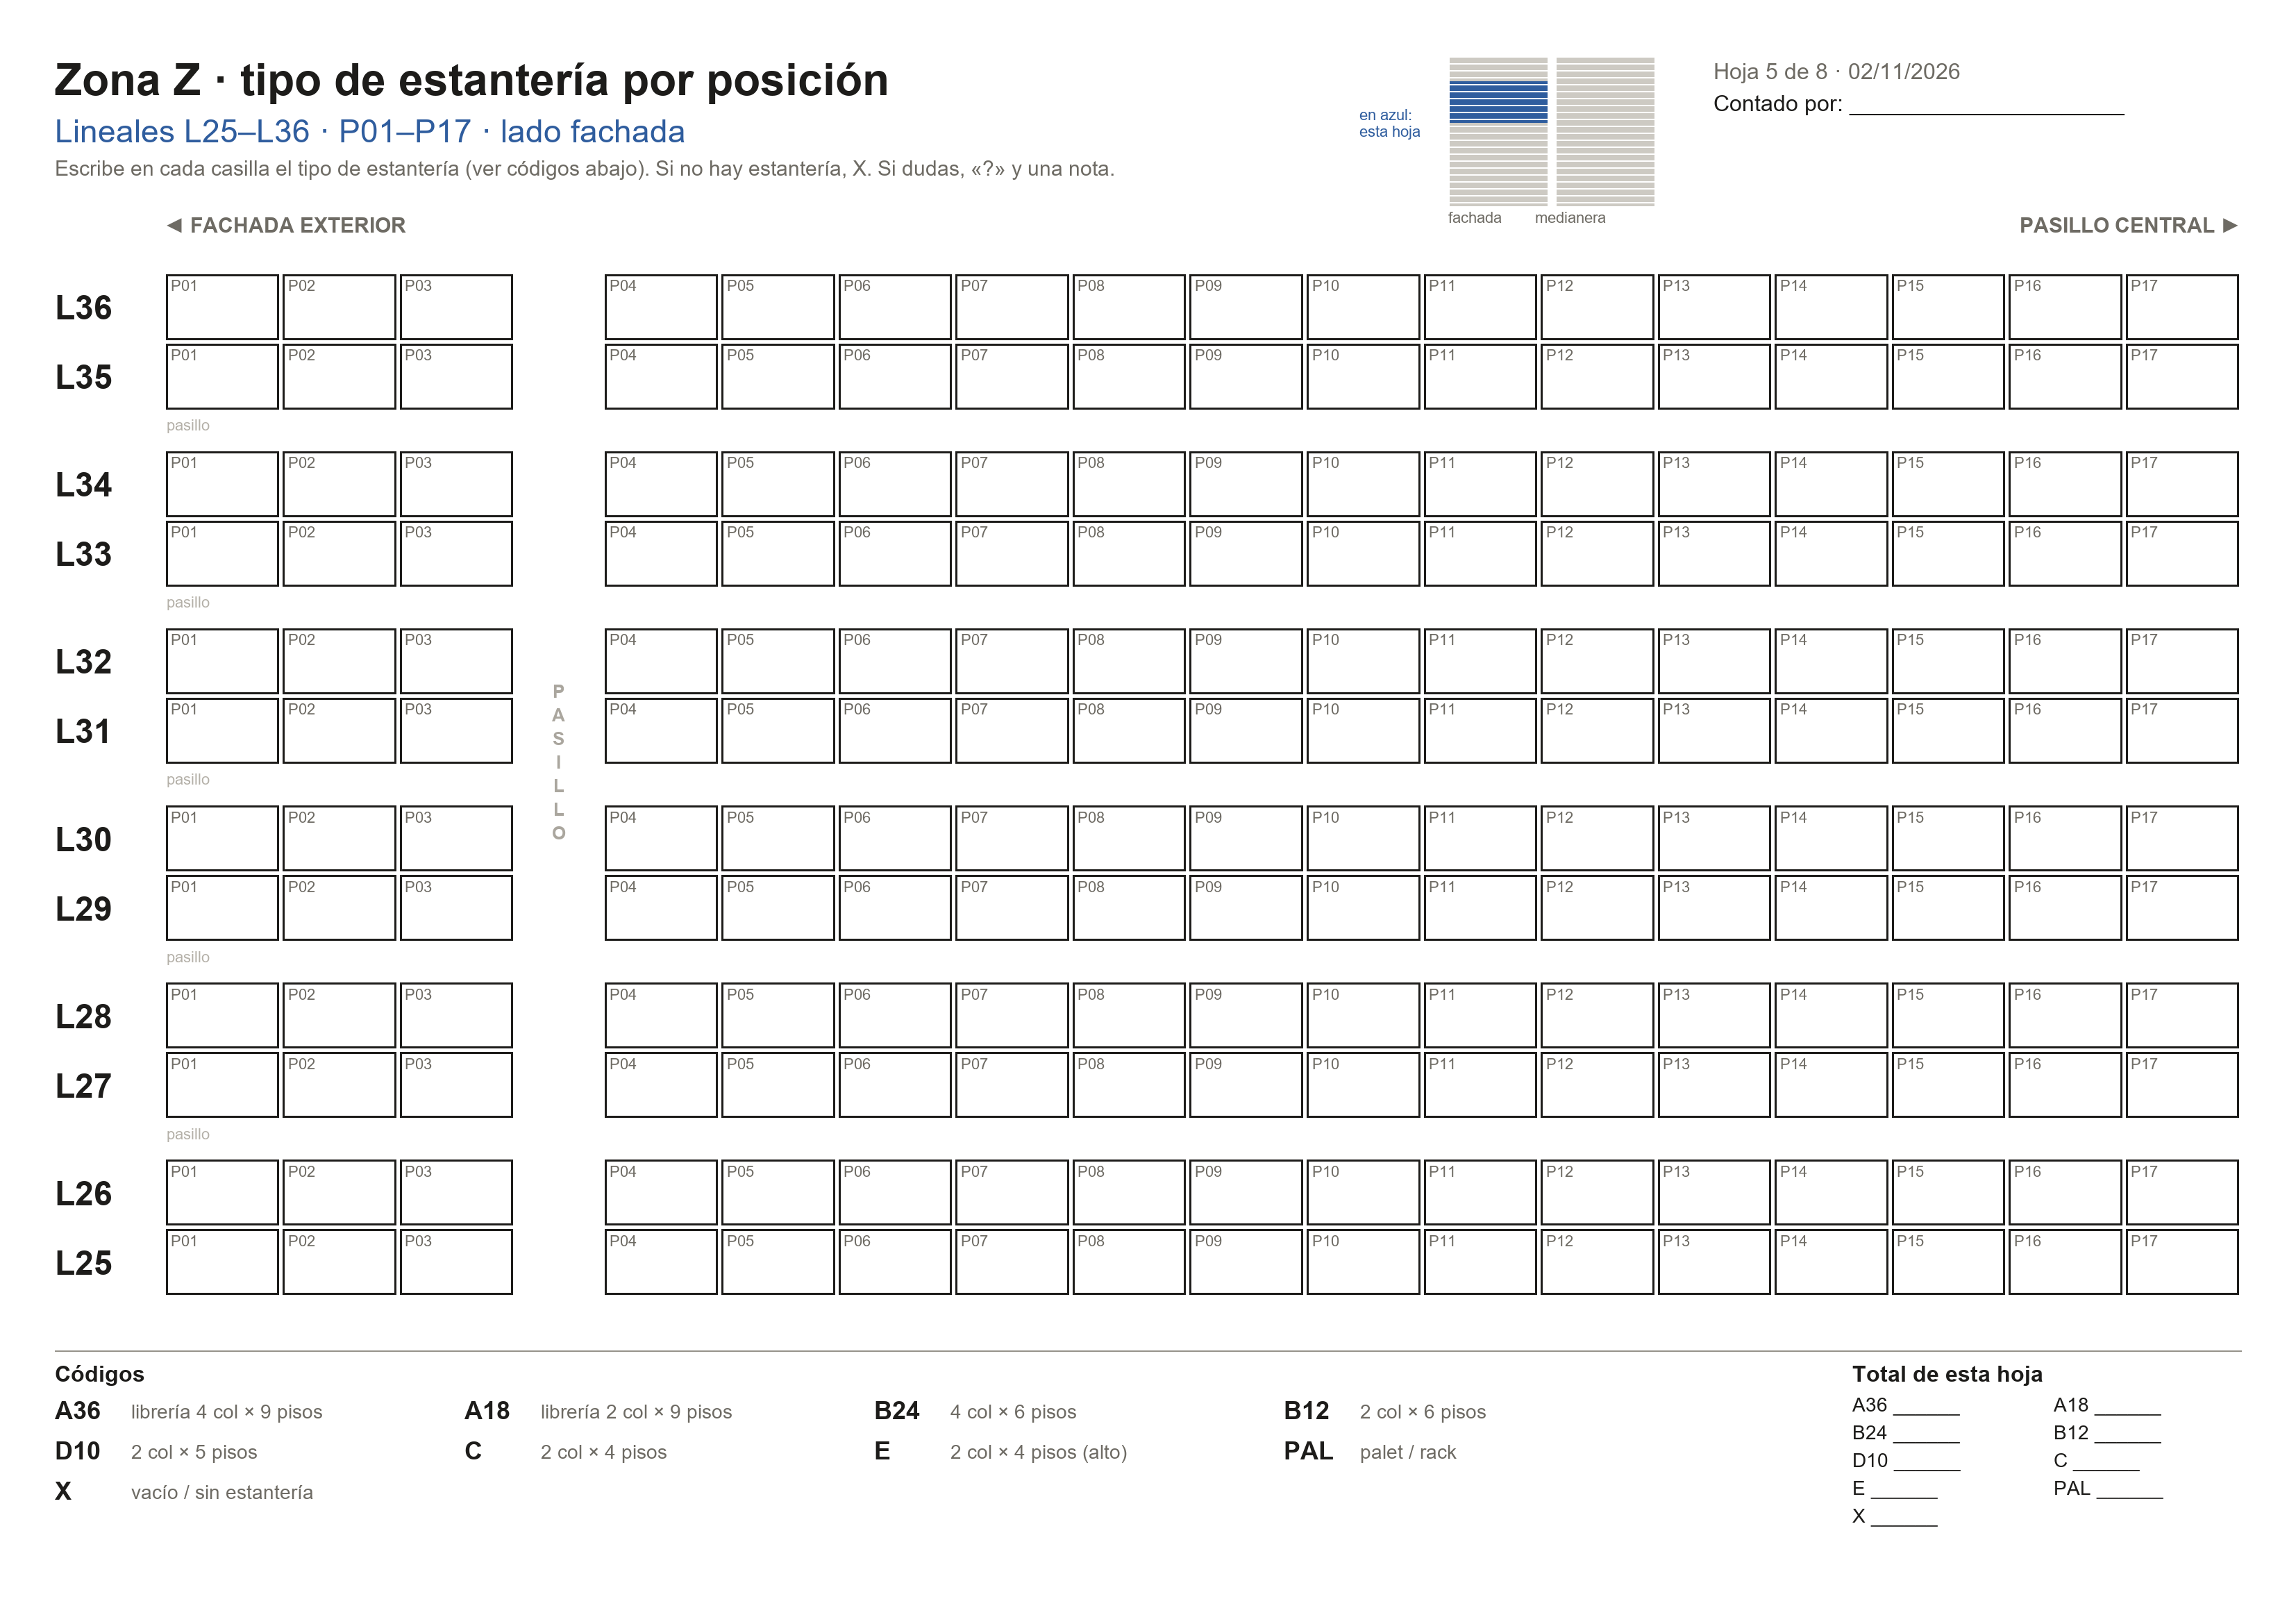 Zona Z · tipo de estantería por posición
Lineales L25–L36 · P01–P17 · lado fachada
Escribe en cada casilla el tipo de estantería (ver códigos abajo). Si no hay estantería, X. Si dudas, «?» y una nota.
en azul:
esta hoja
fachada medianera
Hoja 5 de 8 · 02/11/2026
Contado por: ____________________
◄ FACHADA EXTERIOR
PASILLO CENTRAL ►
L36 P01 P02 P03 P04 P05 P06 P07 P08 P09 P10 P11 P12 P13 P14 P15 P16 P17
L35 P01 P02 P03 P04 P05 P06 P07 P08 P09 P10 P11 P12 P13 P14 P15 P16 P17
pasillo
L34 P01 P02 P03 P04 P05 P06 P07 P08 P09 P10 P11 P12 P13 P14 P15 P16 P17
L33 P01 P02 P03 P04 P05 P06 P07 P08 P09 P10 P11 P12 P13 P14 P15 P16 P17
pasillo
L32 P01 P02 P03 P04 P05 P06 P07 P08 P09 P10 P11 P12 P13 P14 P15 P16 P17
L31 P01 P02 P03 P04 P05 P06 P07 P08 P09 P10 P11 P12 P13 P14 P15 P16 P17
pasillo
PASILLO
L30 P01 P02 P03 P04 P05 P06 P07 P08 P09 P10 P11 P12 P13 P14 P15 P16 P17
L29 P01 P02 P03 P04 P05 P06 P07 P08 P09 P10 P11 P12 P13 P14 P15 P16 P17
pasillo
L28 P01 P02 P03 P04 P05 P06 P07 P08 P09 P10 P11 P12 P13 P14 P15 P16 P17
L27 P01 P02 P03 P04 P05 P06 P07 P08 P09 P10 P11 P12 P13 P14 P15 P16 P17
pasillo
L26 P01 P02 P03 P04 P05 P06 P07 P08 P09 P10 P11 P12 P13 P14 P15 P16 P17
L25 P01 P02 P03 P04 P05 P06 P07 P08 P09 P10 P11 P12 P13 P14 P15 P16 P17
Códigos
A36 librería 4 col × 9 pisos A18 librería 2 col × 9 pisos B24 4 col × 6 pisos B12 2 col × 6 pisos
D10 2 col × 5 pisos C 2 col × 4 pisos E 2 col × 4 pisos (alto) PAL palet / rack
X vacío / sin estantería
Total de esta hoja
A36 ______ A18 ______
B24 ______ B12 ______
D10 ______ C ______
E ______ PAL ______
X ______